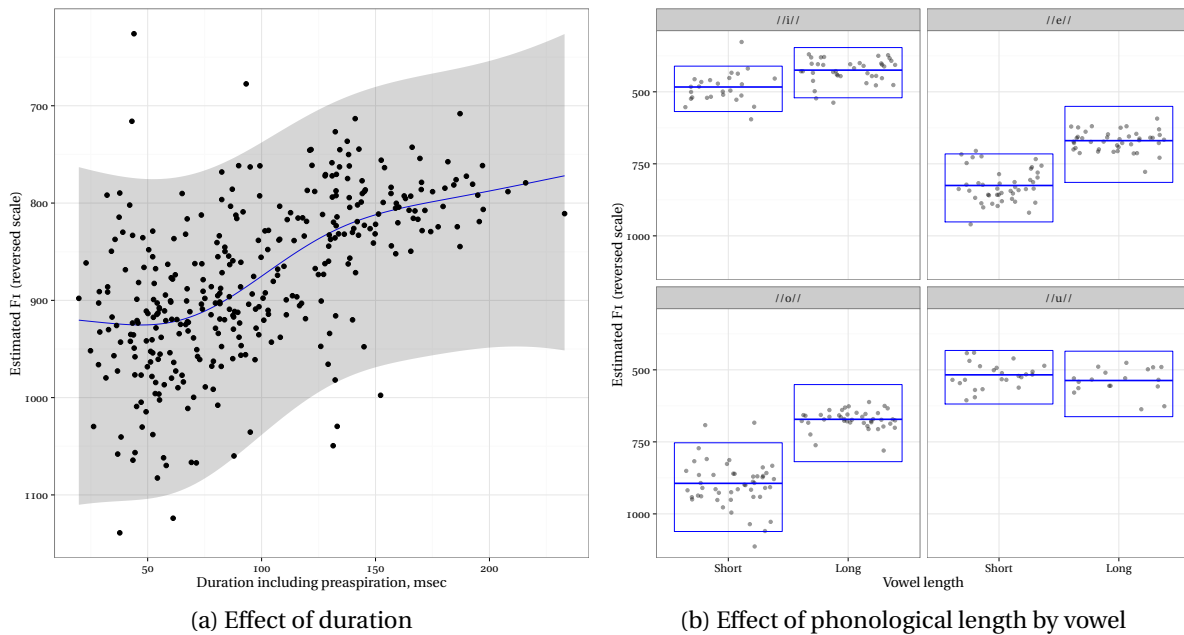 Estimated F1 (reversed scale)
700
800
900
1000
1100
50
100
150
200
Duration including preaspiration, msec
(a) Effect of duration
Estimated F1 (reversed scale)
//i//
//e//
500
750
1000
//o//
//u//
500
750
1000
Short
Long
Short
Long
Vowel length
(b) Effect of phonological length by vowel